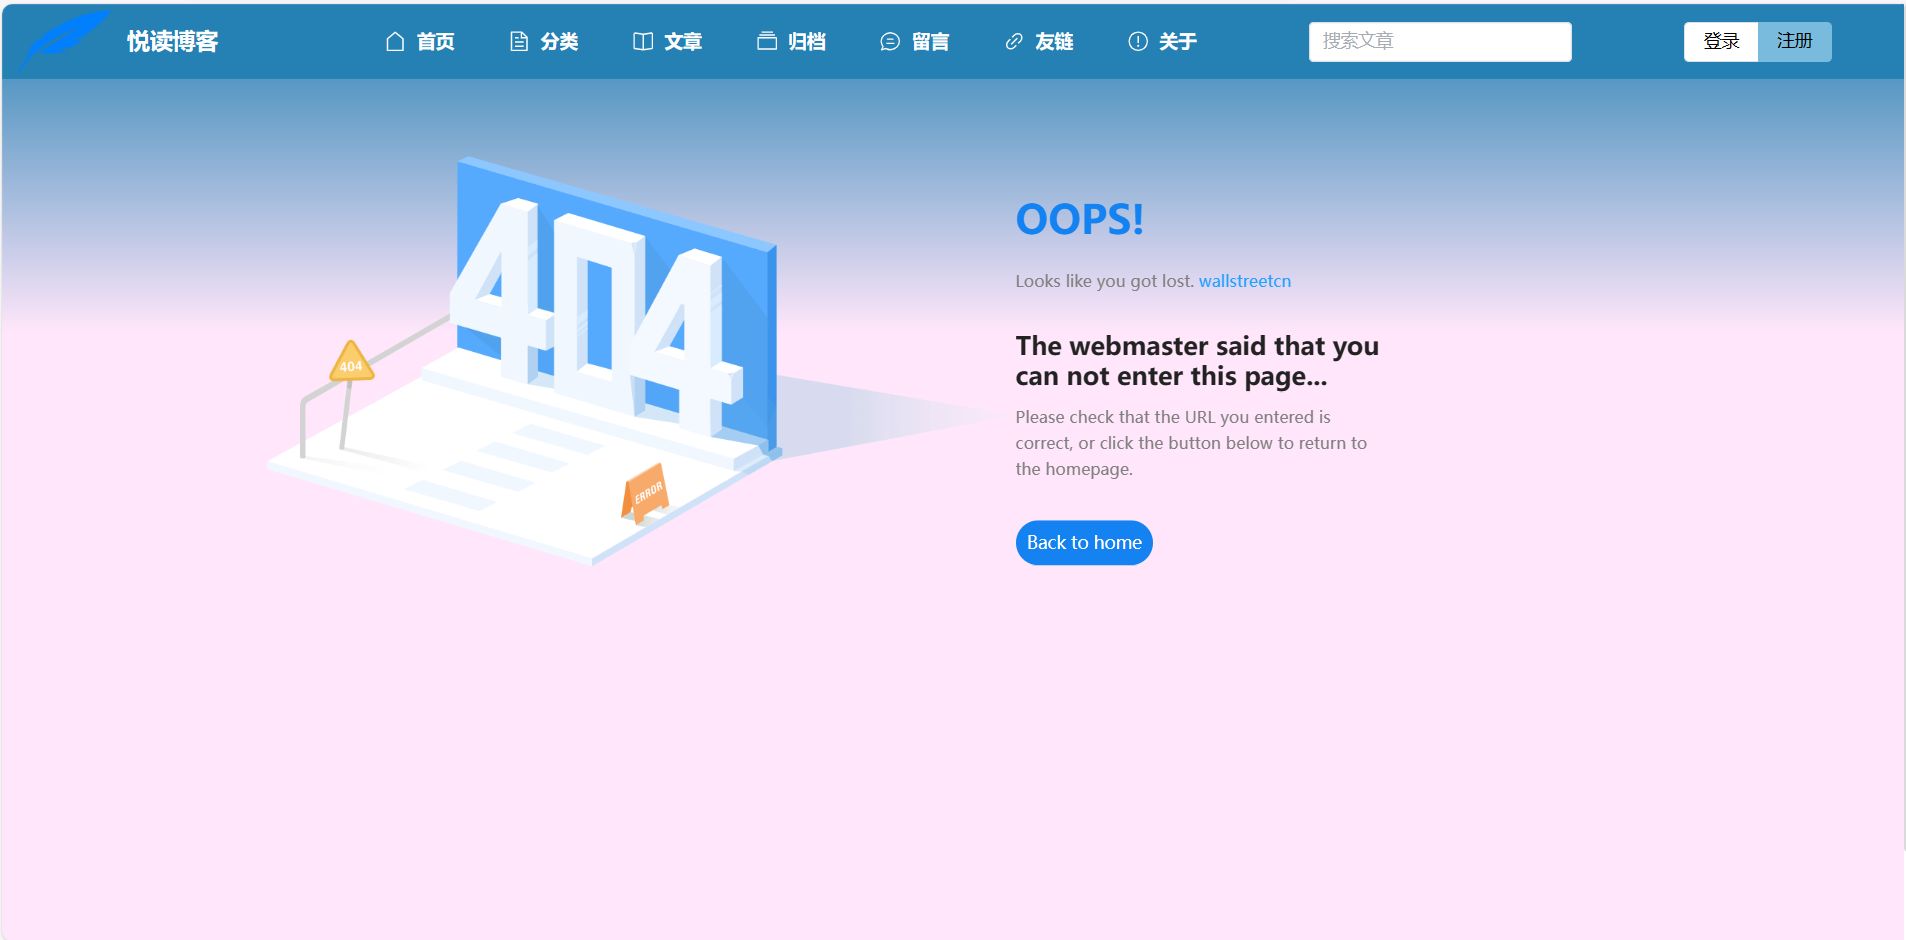 悦读博客
首页
分类
文章
归档
留言
友链
关于
搜索文章
登录
注册
404
404
ERROR
OOPS!
Looks like you got lost. wallstreetcn
The webmaster said that you
can not enter this page...
Please check that the URL you entered is
correct, or click the button below to return to
the homepage.
Back to home